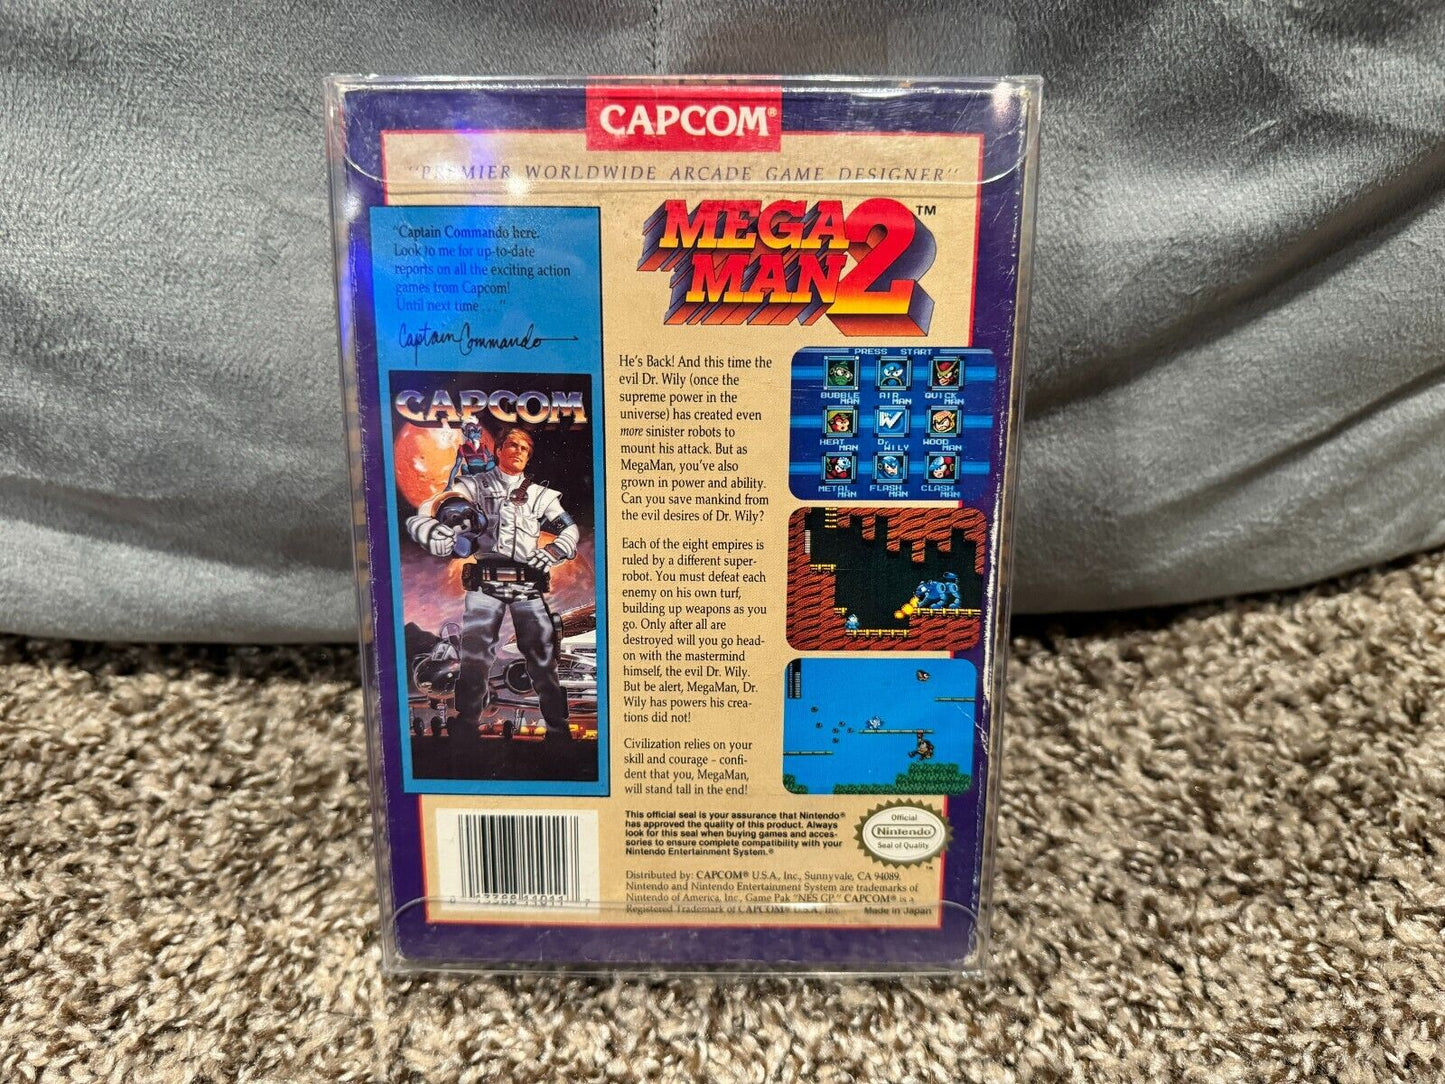 CAPCOM®
"PREMIER WORLDWIDE ARCADE GAME DESIGNER"
"Captain Commando here.
Look to me for up-to-date
reports on all the exciting action
games from Capcom!
Until next time . . ."
Captain Commando
CAPCOM
MEGA
MAN 2™
He's Back! And this time the
evil Dr. Wily (once the
supreme power in the
universe) has created even
more sinister robots to
mount his attack. But as
MegaMan, you've also
grown in power and ability.
Can you save mankind from
the evil desires of Dr. Wily?
Each of the eight empires is
ruled by a different super-
robot. You must defeat each
enemy on his own turf,
building up weapons as you
go. Only after all are
destroyed will you go head-
on with the mastermind
himself, the evil Dr. Wily.
But be alert, MegaMan, Dr.
Wily has powers his crea-
tions did not!
Civilization relies on your
skill and courage – confi-
dent that you, MegaMan,
will stand tall in the end!
PRESS START
BUBBLE MAN AIR MAN QUICK MAN
HEAT MAN Dr. WILY WOOD MAN
METAL MAN FLASH MAN CLASH MAN
This official seal is your assurance that Nintendo®
has approved the quality of this product. Always
look for this seal when buying games and acces-
sories to ensure complete compatibility with your
Nintendo Entertainment System.®
Official
Nintendo
Seal of Quality
™
Distributed by: CAPCOM® U.S.A., Inc., Sunnyvale, CA 94089.
Nintendo and Nintendo Entertainment System are trademarks of
Nintendo of America, Inc., Game Pak "NES GP." CAPCOM® is a
Registered Trademark of CAPCOM® U.S.A., Inc. Made in Japan